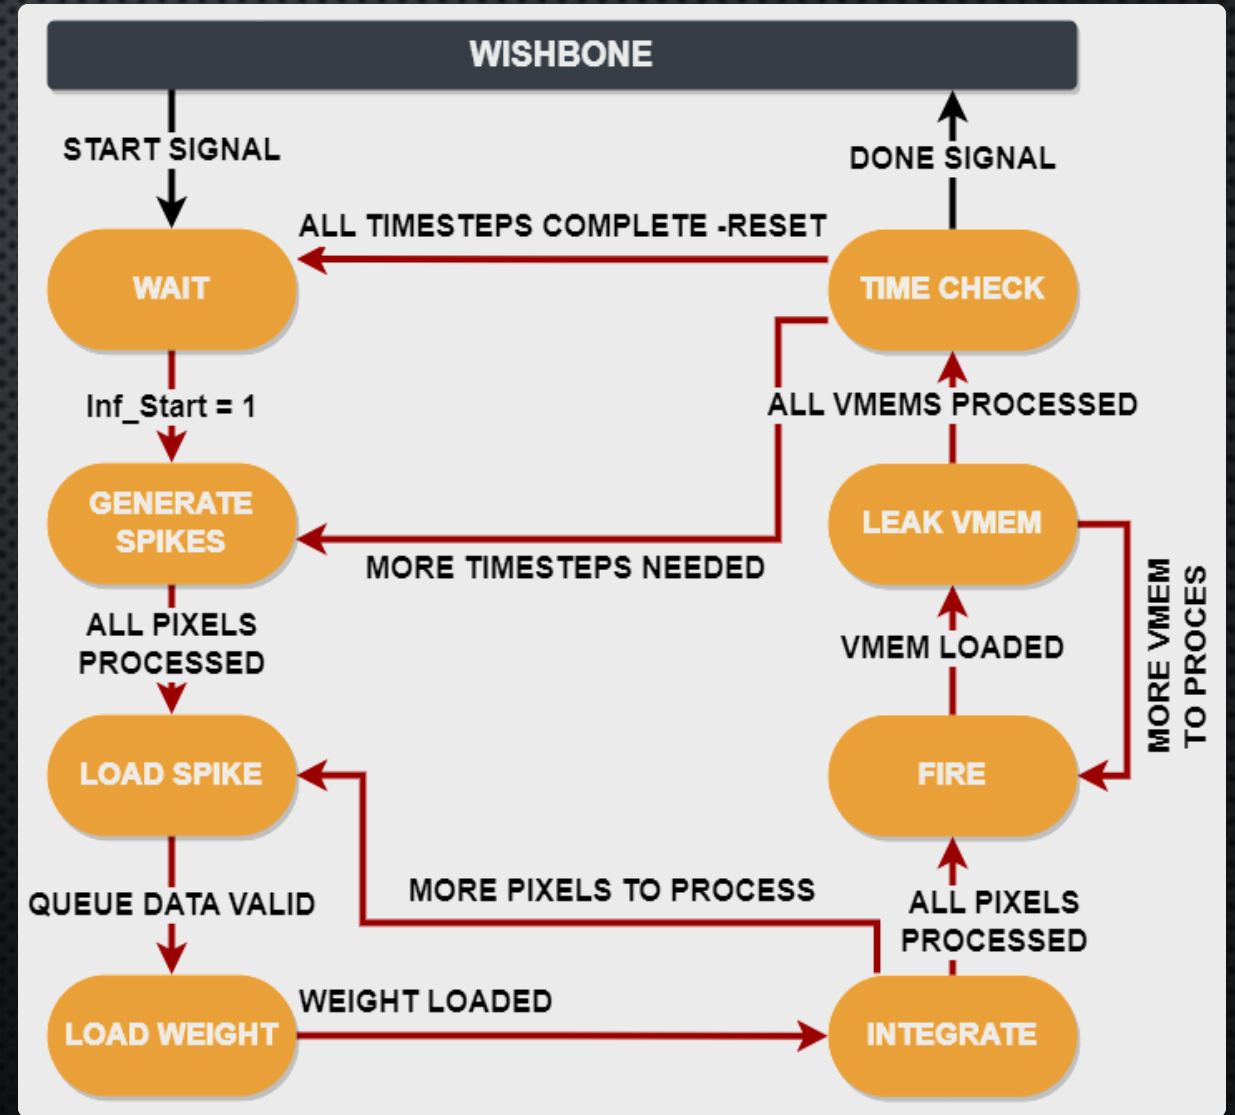 WISHBONE
START SIGNAL
DONE SIGNAL
ALL TIMESTEPS COMPLETE -RESET
WAIT
TIME CHECK
Inf_Start = 1
ALL VMEMS PROCESSED
GENERATE
SPIKES
LEAK VMEM
MORE TIMESTEPS NEEDED
ALL PIXELS
PROCESSED
VMEM LOADED
MORE VMEM
TO PROCES
LOAD SPIKE
FIRE
QUEUE DATA VALID
MORE PIXELS TO PROCESS
ALL PIXELS
PROCESSED
WEIGHT LOADED
LOAD WEIGHT
INTEGRATE